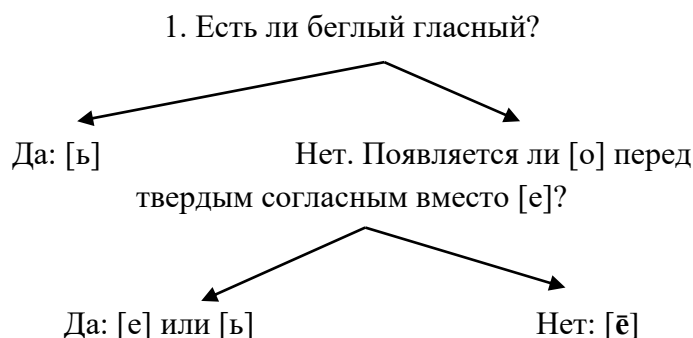 1. Есть ли беглый гласный?
Да: [ь] Нет. Появляется ли [о] перед
твердым согласным вместо [е]?
Да: [е] или [ь] Нет: [ē]